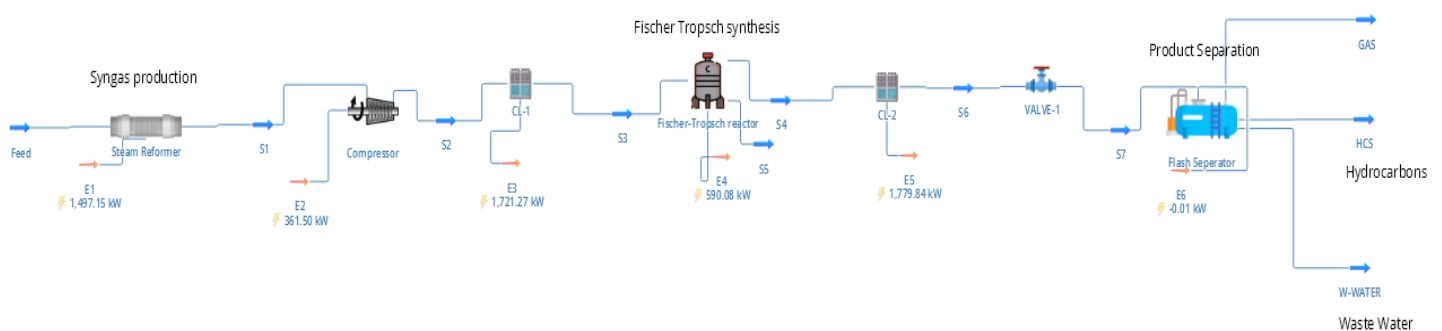 Fischer Tropsch synthesis
Product Separation
Syngas production
GAS
CL-1
C
CL-2
VALVE-1
S6
Feed
Steam Reformer
S1
Compressor
S2
S3
Fischer-Tropsch reactor
S4
S5
S7
Flash Seperator
HCS
Hydrocarbons
E1
1,497.15 kW
E2
361.50 kW
E3
1,721.27 kW
E4
590.08 kW
E5
1,779.84 kW
E6
-0.01 kW
W-WATER
Waste Water